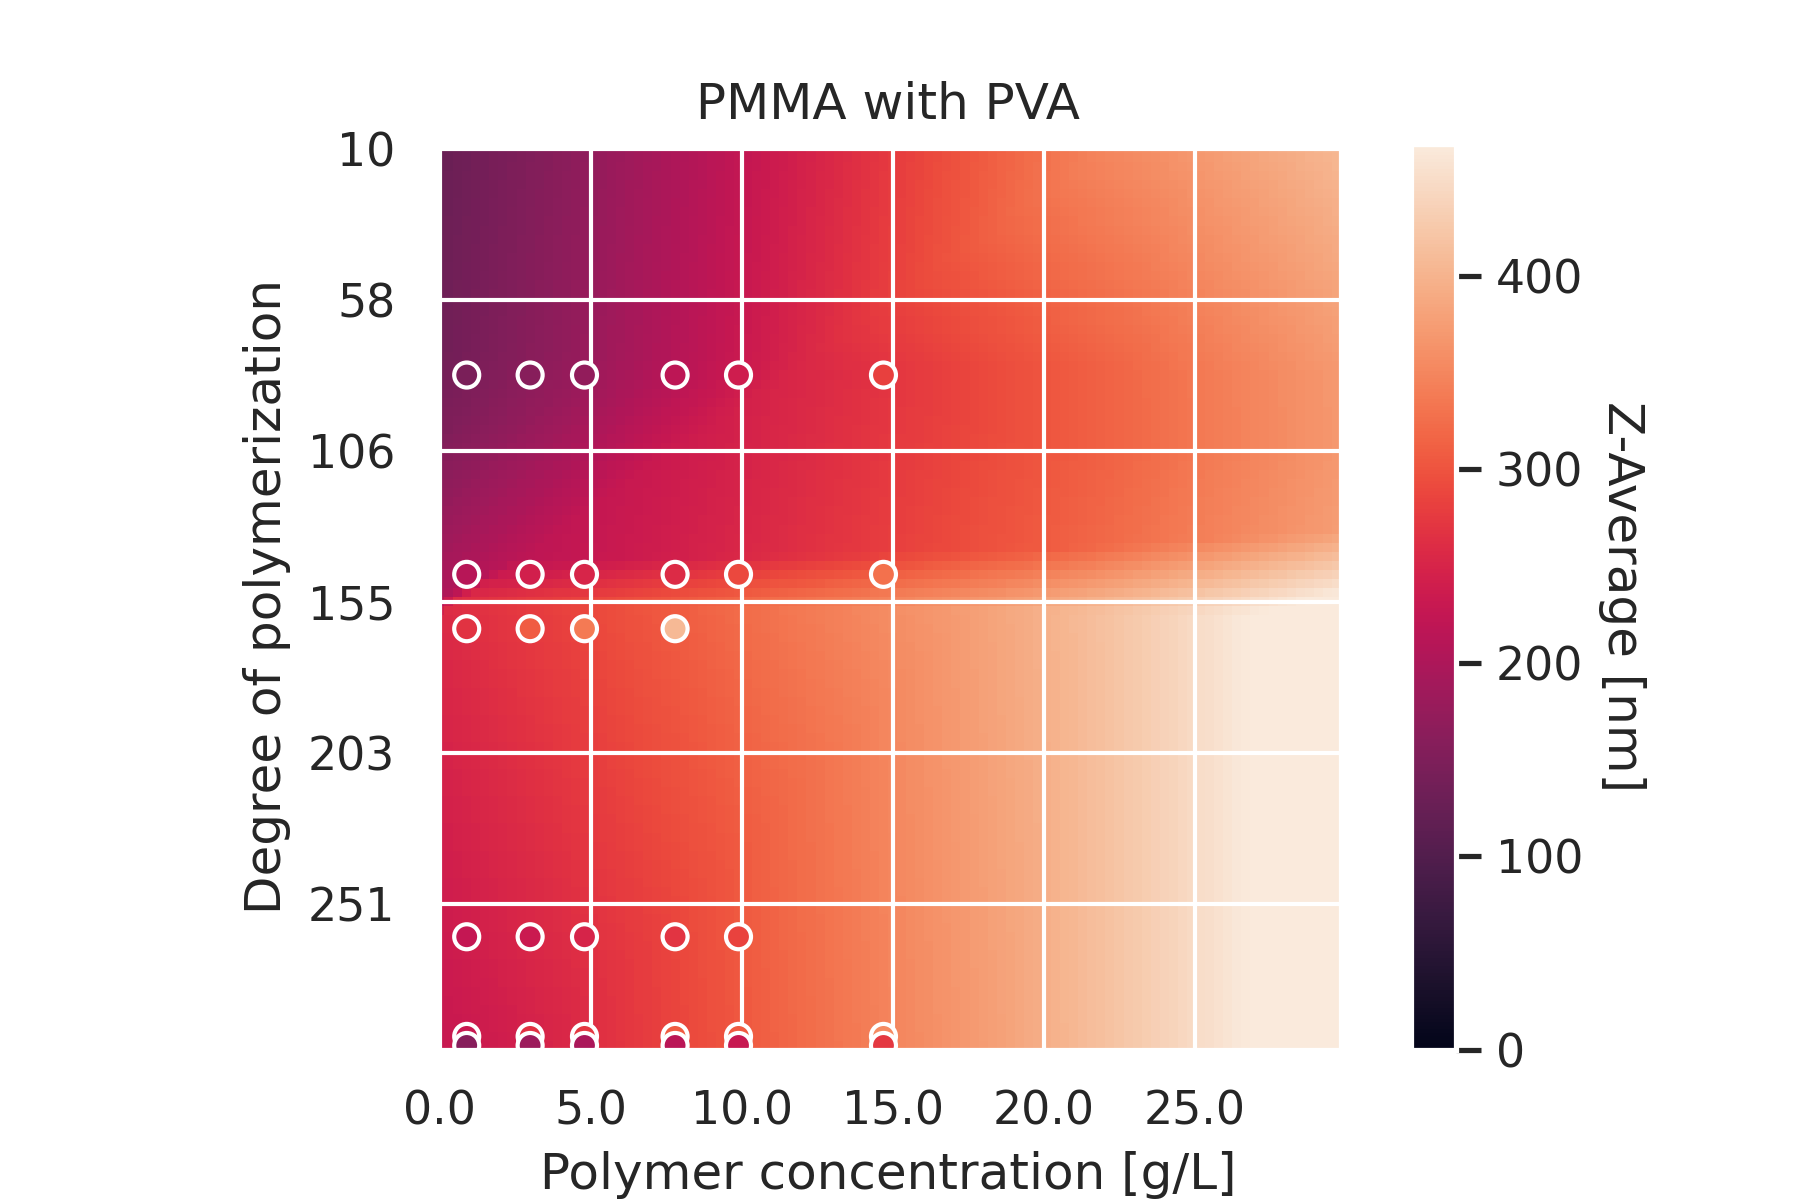 PMMA with PVA
10
58
106
155
203
251
Degree of polymerization
0.0 5.0 10.0 15.0 20.0 25.0
Polymer concentration [g/L]
400
300
200
100
0
Z-Average [nm]